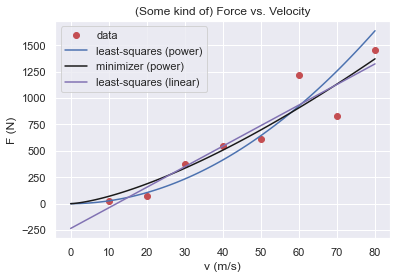 (Some kind of) Force vs. Velocity
data
least-squares (power)
minimizer (power)
least-squares (linear)
F (N)
1500
1250
1000
750
500
250
0
−250
0 10 20 30 40 50 60 70 80
v (m/s)